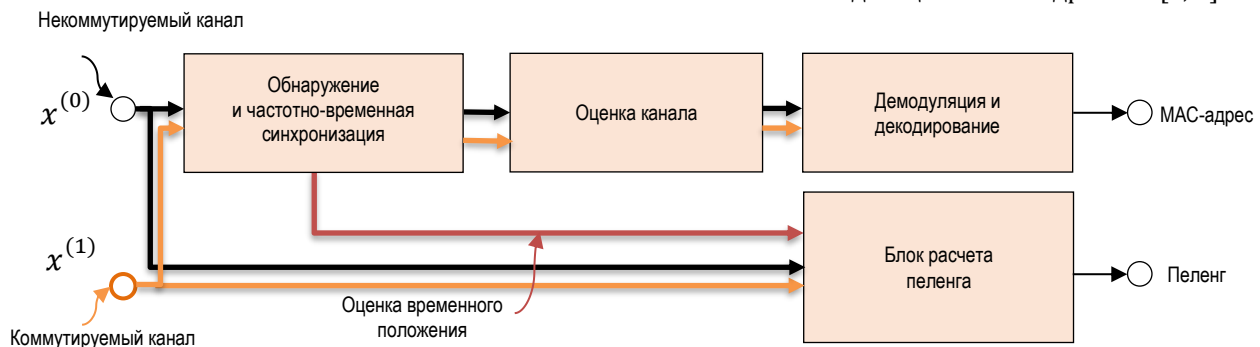 Некоммутируемый канал
x^(0)
Обнаружение
и частотно-временная
синхронизация
Оценка канала
Демодуляция и
декодирование
MAC-адрес
x^(1)
Блок расчета
пеленга
Пеленг
Оценка временного
положения
Коммутируемый канал